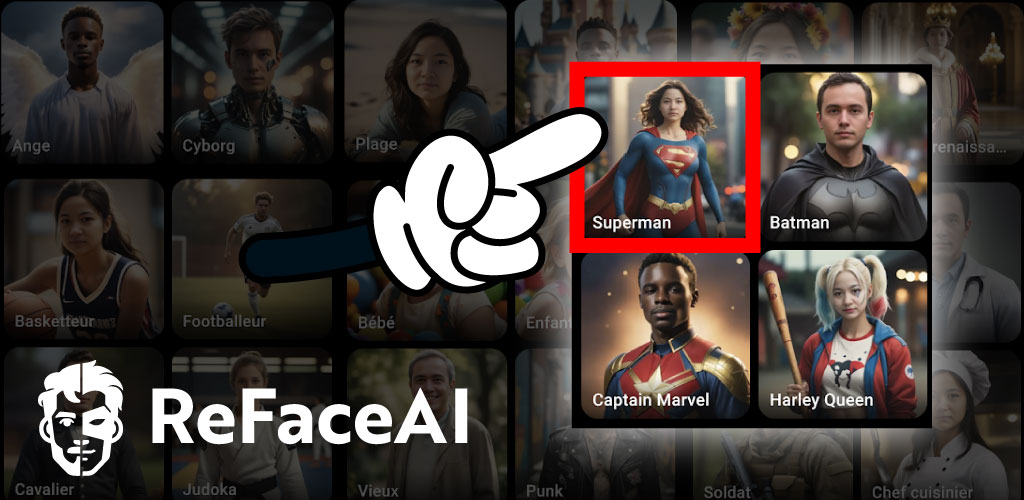 Ange
Cyborg
Plage
renaissa...
Superman
Batman
Basketteur
Footballeur
Bébé
Enfant
Captain Marvel
Harley Queen
ReFaceAI
Cavalier
Judoka
Vieux
Punk
Soldat
Chef cuisinier